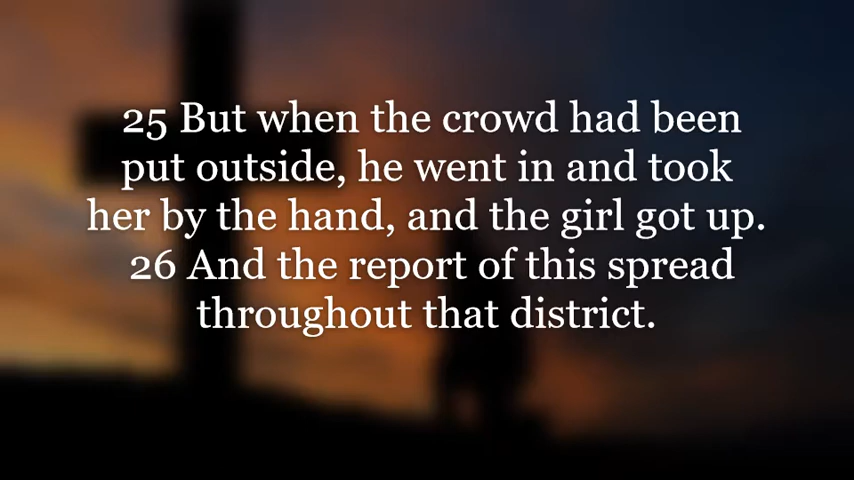 25 But when the crowd had been
put outside, he went in and took
her by the hand, and the girl got up.
26 And the report of this spread
throughout that district.